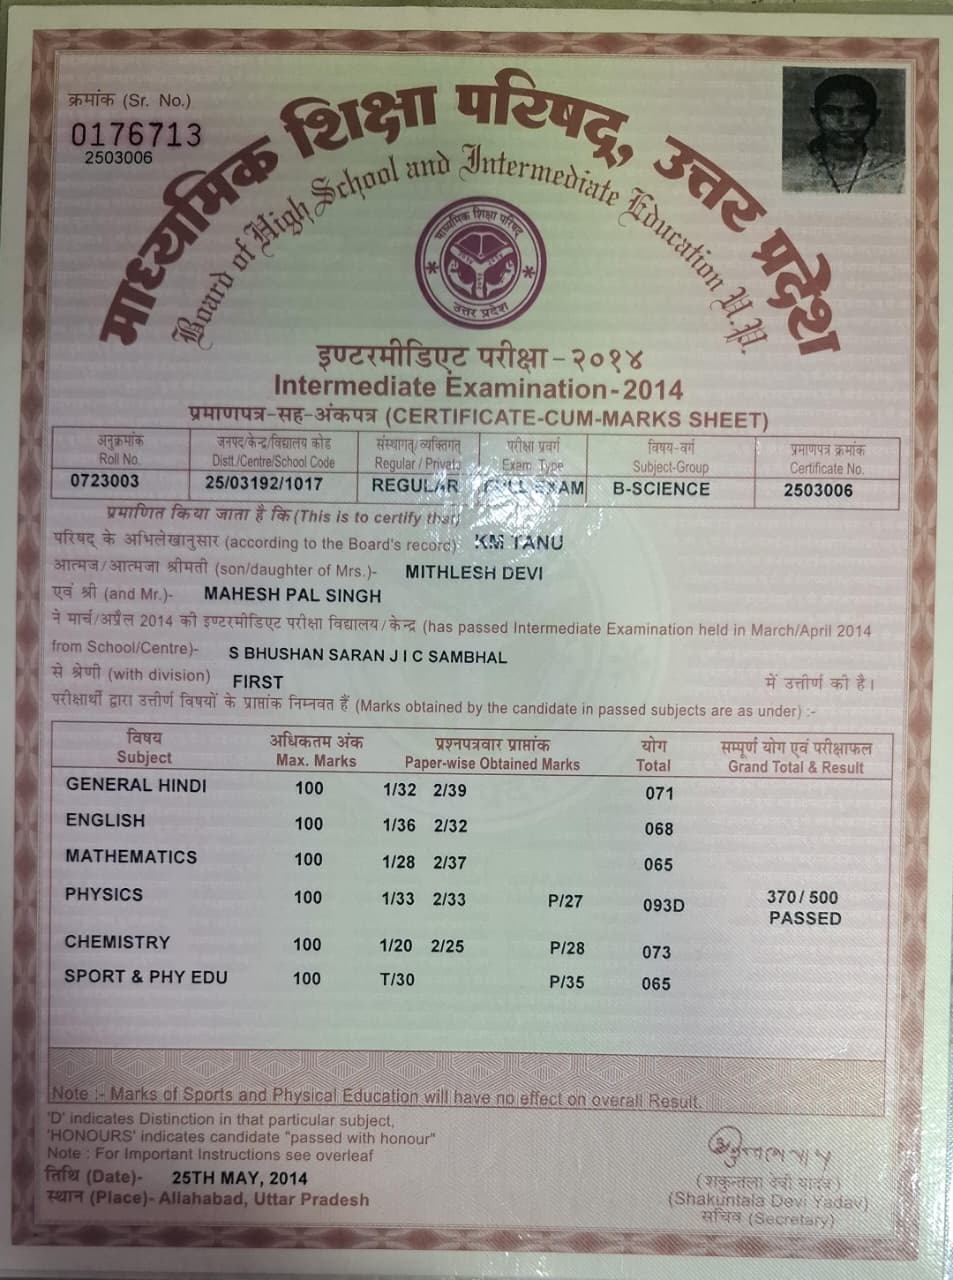 क्रमांक (Sr. No.)
0176713
2503006
माध्यमिक शिक्षा परिषद्, उत्तर प्रदेश
Board of High School and Intermediate Education U.P.
माध्यमिक शिक्षा परिषद्
उत्तर प्रदेश
इण्टरमीडिएट परीक्षा - २०१४
Intermediate Examination - 2014
प्रमाणपत्र-सह-अंकपत्र (CERTIFICATE-CUM-MARKS SHEET)
अनुक्रमांक जनपद/केन्द्र/विद्यालय कोड संस्थागत/व्यक्तिगत परीक्षा प्रवर्ग विषय-वर्ग प्रमाणपत्र क्रमांक
Roll No. Distt./Centre/School Code Regular / Private Exam Type Subject-Group Certificate No.
0723003 25/03192/1017 REGULAR FULL EXAM B-SCIENCE 2503006
प्रमाणित किया जाता है कि (This is to certify that)
परिषद् के अभिलेखानुसार (according to the Board's record) KM TANU
आत्मज/आत्मजा श्रीमती (son/daughter of Mrs.)- MITHLESH DEVI
एवं श्री (and Mr.)- MAHESH PAL SINGH
ने मार्च/अप्रैल 2014 की इण्टरमीडिएट परीक्षा विद्यालय/केन्द्र (has passed Intermediate Examination held in March/April 2014
from School/Centre)- S BHUSHAN SARAN J I C SAMBHAL
से श्रेणी (with division) FIRST में उत्तीर्ण की है।
परीक्षार्थी द्वारा उत्तीर्ण विषयों के प्राप्तांक निम्नवत हैं (Marks obtained by the candidate in passed subjects are as under) :-
विषय अधिकतम अंक प्रश्नपत्रवार प्राप्तांक योग सम्पूर्ण योग एवं परीक्षाफल
Subject Max. Marks Paper-wise Obtained Marks Total Grand Total & Result
GENERAL HINDI 100 1/32 2/39 071
ENGLISH 100 1/36 2/32 068
MATHEMATICS 100 1/28 2/37 065
PHYSICS 100 1/33 2/33 P/27 093D 370/ 500
PASSED
CHEMISTRY 100 1/20 2/25 P/28 073
SPORT & PHY EDU 100 T/30 P/35 065
Note :- Marks of Sports and Physical Education will have no effect on overall Result.
'D' indicates Distinction in that particular subject,
'HONOURS' indicates candidate "passed with honour"
Note : For Important Instructions see overleaf
तिथि (Date)- 25TH MAY, 2014
स्थान (Place)- Allahabad, Uttar Pradesh
(शकुन्तला देवी यादव)
(Shakuntala Devi Yadav)
सचिव (Secretary)